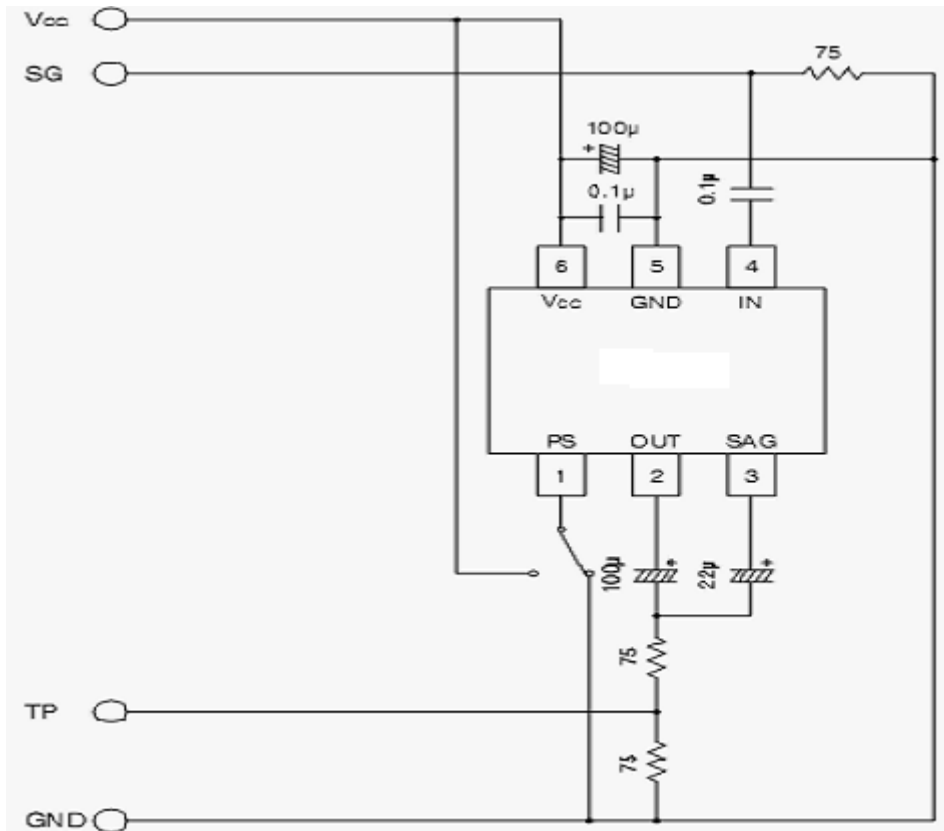 Vcc
SG
75
100μ
+
0.1μ
0.1μ
6
5
4
Vcc
GND
IN
PS
OUT
SAG
1
2
3
100μ
+
22μ
+
75
TP
75
GND